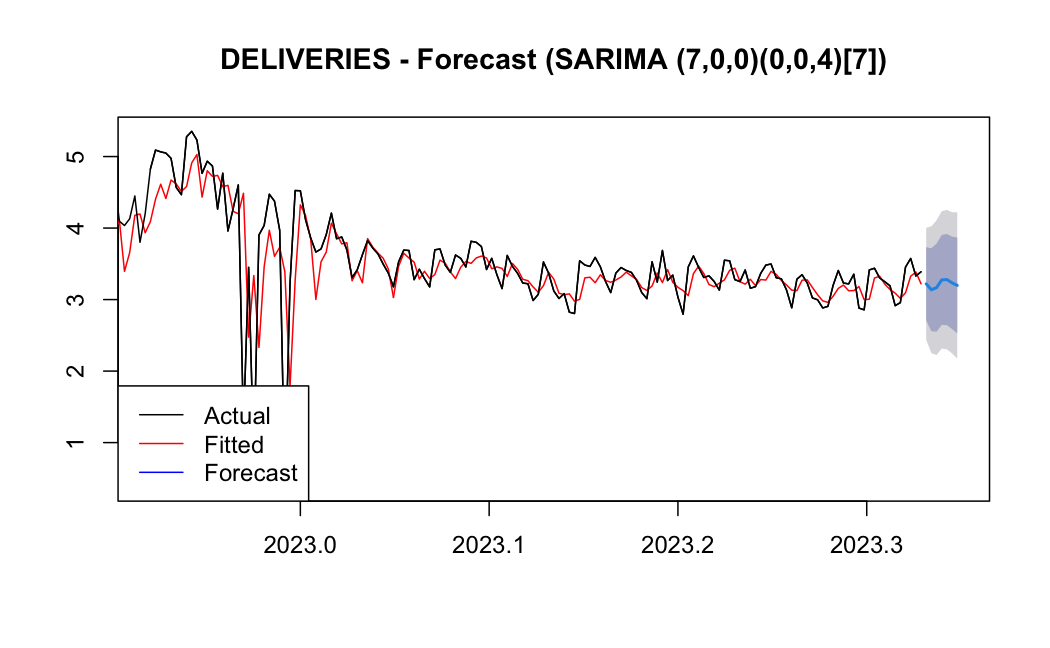 DELIVERIES - Forecast (SARIMA (7,0,0)(0,0,4)[7])
5
4
3
2
1
Actual
Fitted
Forecast
2023.0 2023.1 2023.2 2023.3